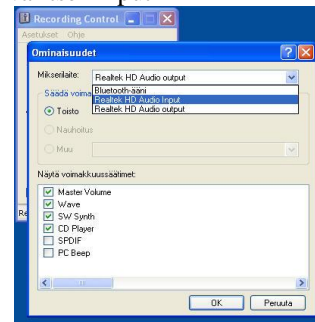 Recording Control
Asetukset Ohje
Ominaisuudet
Mikserilaite: Realtek HD Audio output
Bluetooth-ääni
Realtek HD Audio Input
Realtek HD Audio output
Säädä voima
Toisto
Nauhoitus
Muu
Näytä voimakkuussäätimet:
Master Volume
Wave
SW Synth
CD Player
SPDIF
PC Beep
Re
OK Peruuta